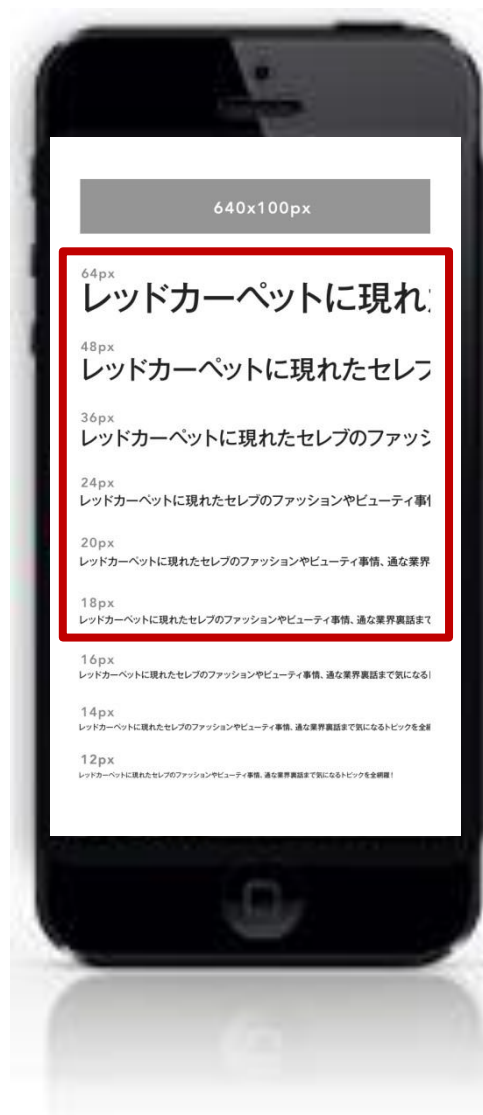 640x100px
64px
レッドカーペットに現れ
48px
レッドカーペットに現れたセレブ
36px
レッドカーペットに現れたセレブのファッシ
24px
レッドカーペットに現れたセレブのファッションやビューティ事情
20px
レッドカーペットに現れたセレブのファッションやビューティ事情、通な業界
18px
レッドカーペットに現れたセレブのファッションやビューティ事情、通な業界裏話まで
16px
レッドカーペットに現れたセレブのファッションやビューティ事情、通な業界裏話まで気になる
14px
レッドカーペットに現れたセレブのファッションやビューティ事情、通な業界裏話まで気になるトピックを全網
12px
レッドカーペットに現れたセレブのファッションやビューティ事情、通な業界裏話まで気になるトピックを全網羅！